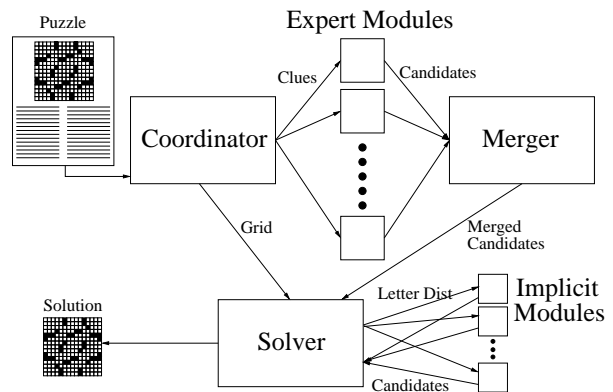 Puzzle
Expert Modules
Clues
Candidates
Coordinator
Merger
Grid
Merged
Candidates
Letter Dist
Implicit
Modules
Solution
Solver
Candidates